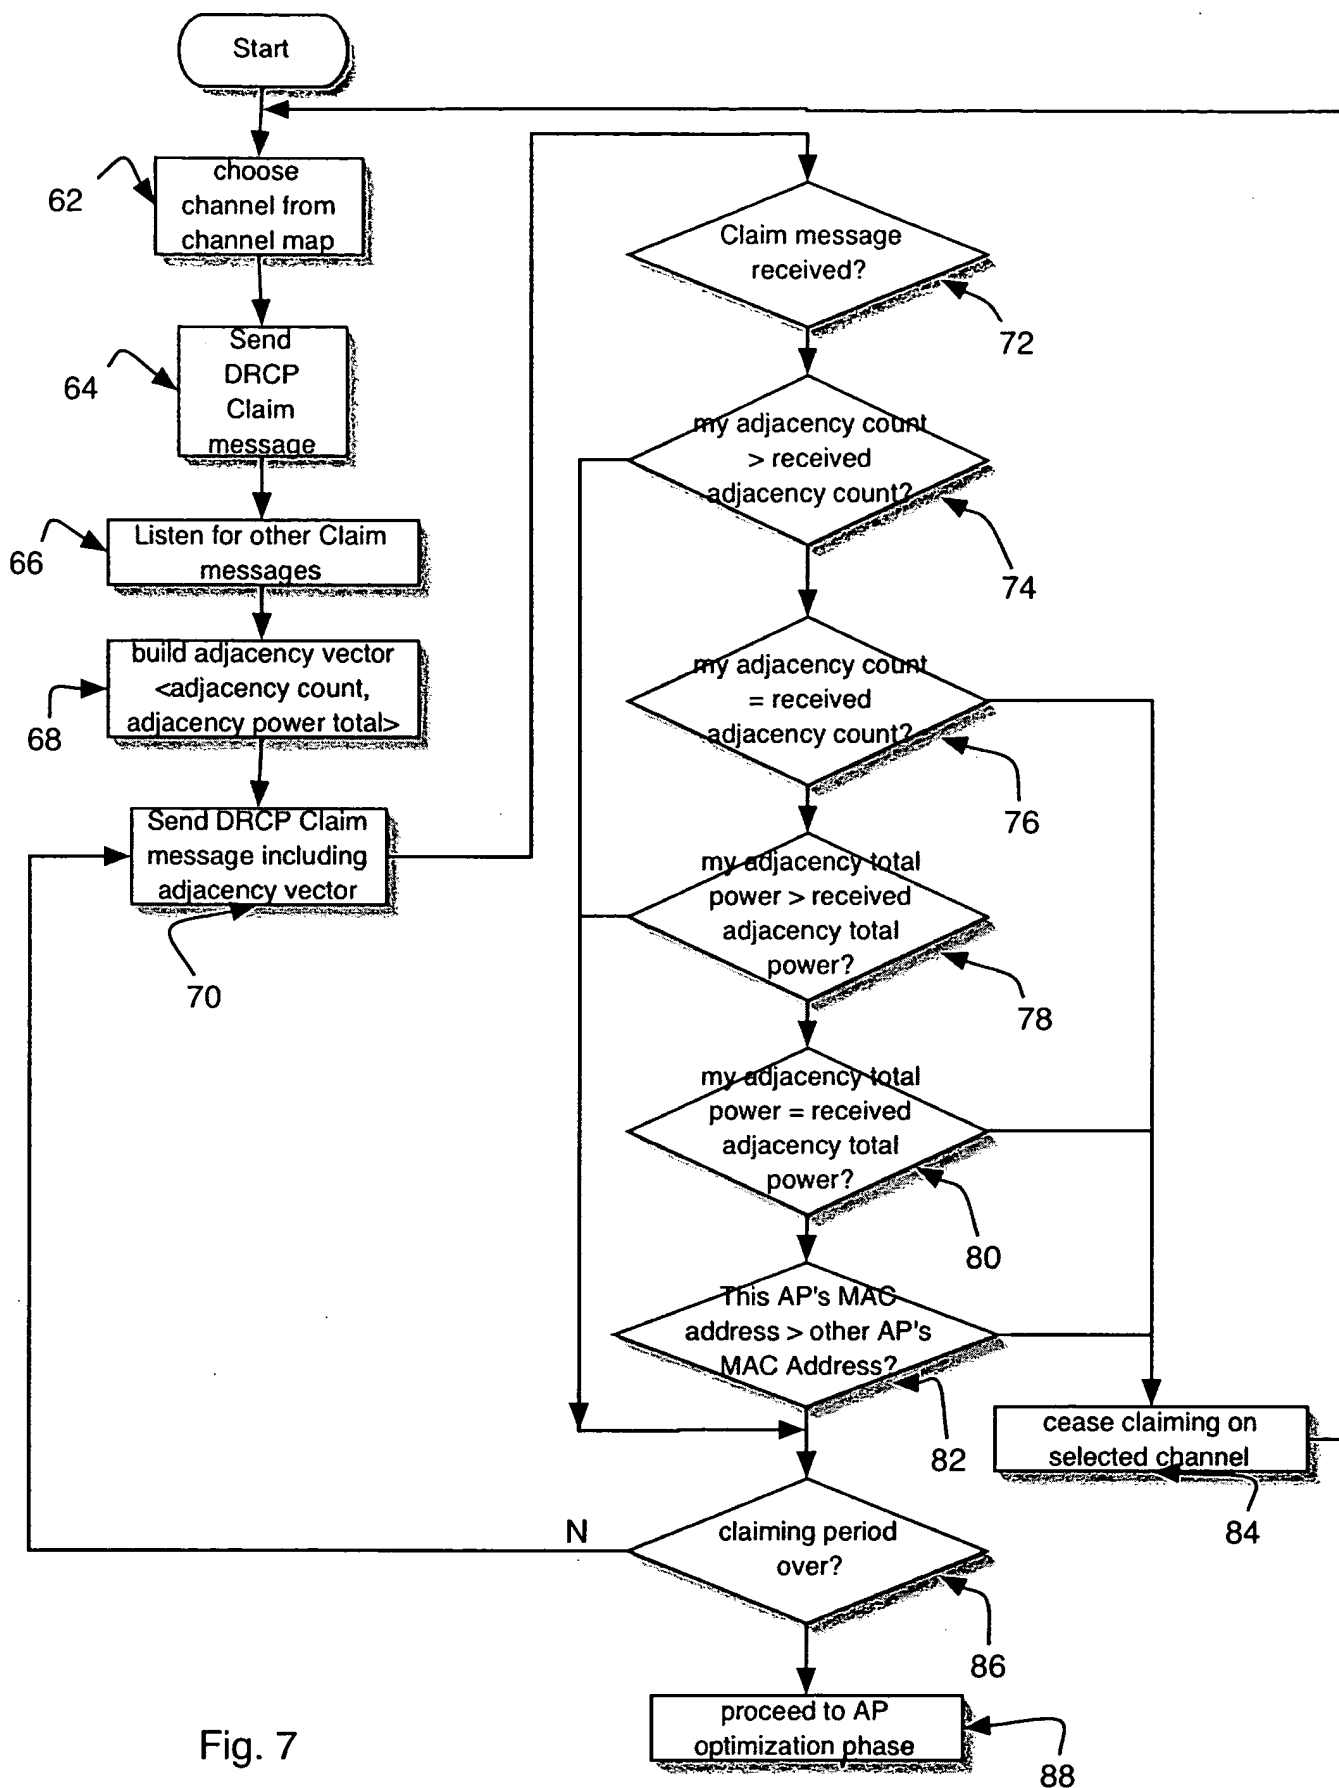 Start
choose
channel from
channel map
62
Send
DRCP
Claim
message
64
Listen for other Claim
messages
66
build adjacency vector
<adjacency count,
adjacency power total>
68
Send DRCP Claim
message including
adjacency vector
70
Claim message
received?
72
my adjacency count
> received
adjacency count?
74
my adjacency count
= received
adjacency count?
76
my adjacency total
power > received
adjacency total
power?
78
my adjacency total
power = received
adjacency total
power?
80
This AP's MAC
address > other AP's
MAC Address?
82
cease claiming on
selected channel
84
claiming period
over?
N
86
proceed to AP
optimization phase
88
Fig. 7